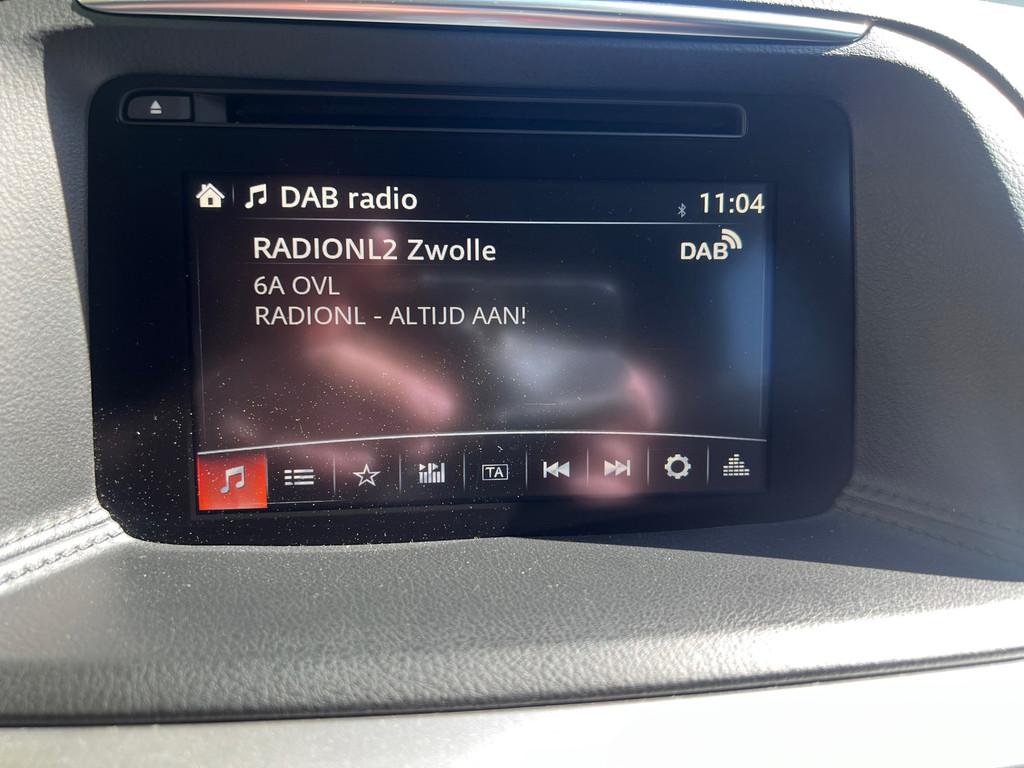 DAB radio
11:04
RADIONL2 Zwolle
DAB
6A OVL
RADIONL - ALTIJD AAN!
TA